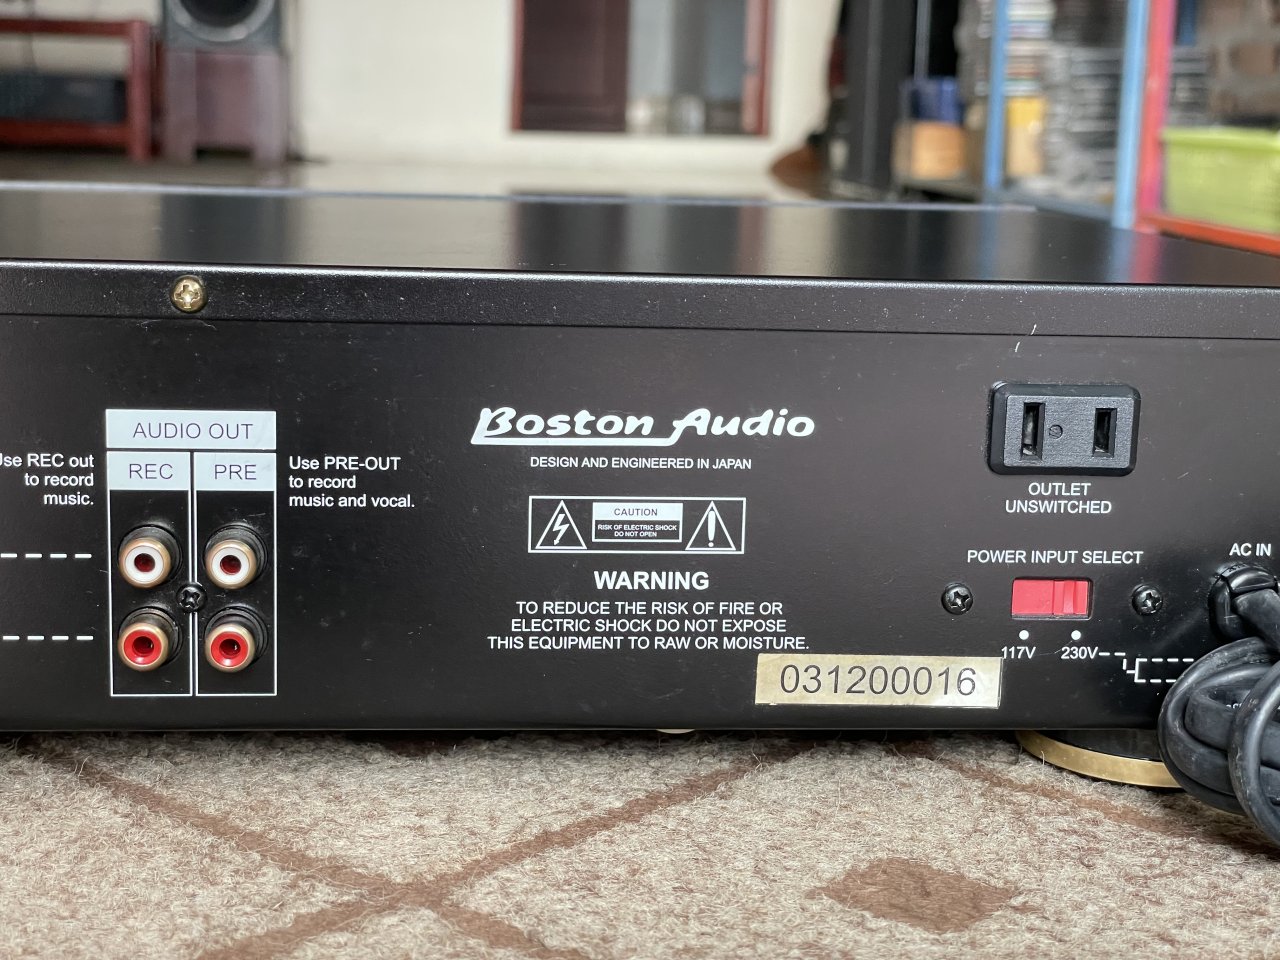 AUDIO OUT
REC PRE
Use REC out
to record
music.
Use PRE-OUT
to record
music and vocal.
Boston Audio
DESIGN AND ENGINEERED IN JAPAN
CAUTION
RISK OF ELECTRIC SHOCK
DO NOT OPEN
WARNING
TO REDUCE THE RISK OF FIRE OR
ELECTRIC SHOCK DO NOT EXPOSE
THIS EQUIPMENT TO RAW OR MOISTURE.
031200016
OUTLET
UNSWITCHED
POWER INPUT SELECT
117V 230V
AC IN